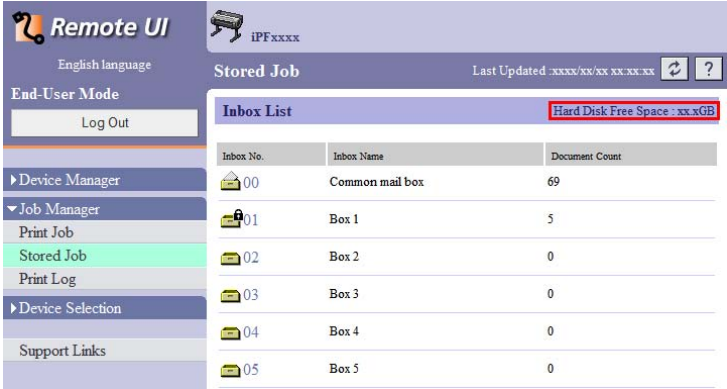 Remote UI
English language
End-User Mode
Log Out
Device Manager
Job Manager
Print Job
Stored Job
Print Log
Device Selection
Support Links
iPFxxxx
Stored Job Last Updated :xxxx/xx/xx xx:xx:xx ?
Inbox List Hard Disk Free Space : xx.xGB
Inbox No. Inbox Name Document Count
00 Common mail box 69
01 Box 1 5
02 Box 2 0
03 Box 3 0
04 Box 4 0
05 Box 5 0